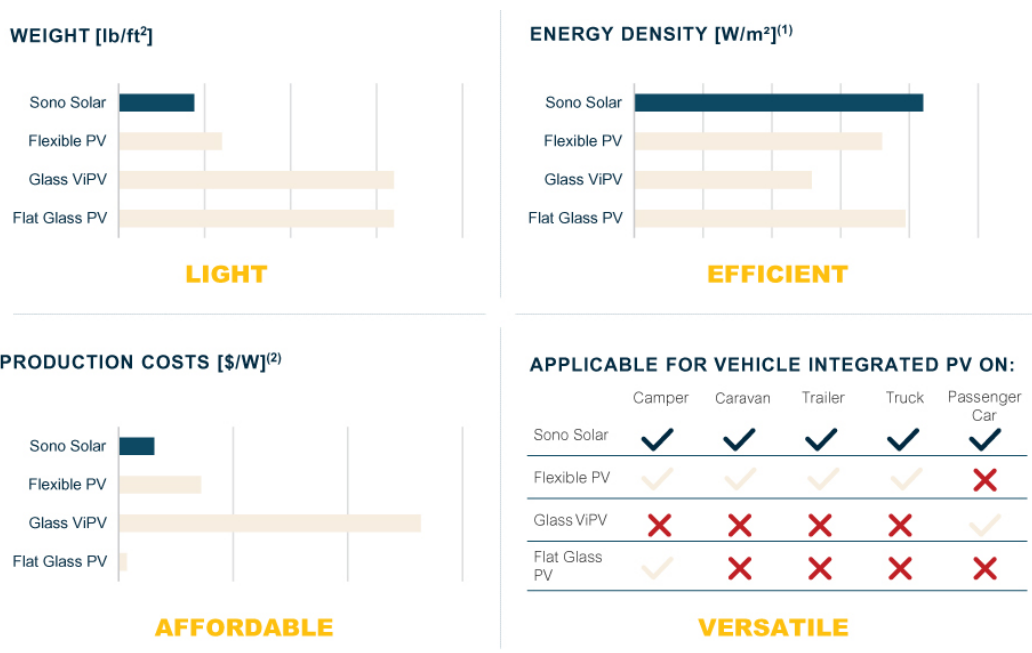 WEIGHT [lb/ft²]
Sono Solar
Flexible PV
Glass ViPV
Flat Glass PV
LIGHT
ENERGY DENSITY [W/m²]⁽¹⁾
Sono Solar
Flexible PV
Glass ViPV
Flat Glass PV
EFFICIENT
PRODUCTION COSTS [$/W]⁽²⁾
Sono Solar
Flexible PV
Glass ViPV
Flat Glass PV
AFFORDABLE
APPLICABLE FOR VEHICLE INTEGRATED PV ON:
Camper Caravan Trailer Truck Passenger
Car
Sono Solar
Flexible PV
Glass ViPV
Flat Glass
PV
VERSATILE